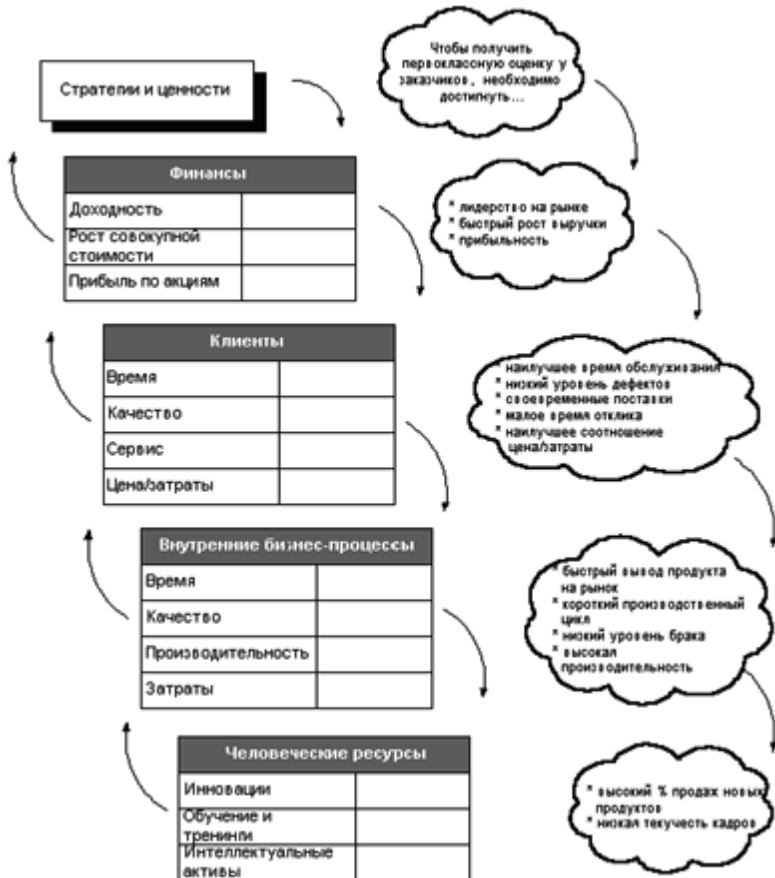 Стратегии и ценности
Чтобы получить
первоклассную оценку у
заказчиков, необходимо
достигнуть...
Финансы
Доходность
Рост совокупной
стоимости
Прибыль по акциям
* лидерство на рынке
* быстрый рост выручки
* прибыльность
Клиенты
Время
Качество
Сервис
Цена/затраты
* наилучшее время обслуживания
* низкий уровень дефектов
* своевременные поставки
* малое время отклика
* наилучшее соотношение
цена/затраты
Внутренние бизнес-процессы
Время
Качество
Производительность
Затраты
* быстрый вывод продукта
на рынок
* короткий производственный
цикл
* низкий уровень брака
* высокая
производительность
Человеческие ресурсы
Инновации
Обучение и
тренинги
Интеллектуальные
активы
* высокий % продаж новых
продуктов
* низкая текучесть кадров